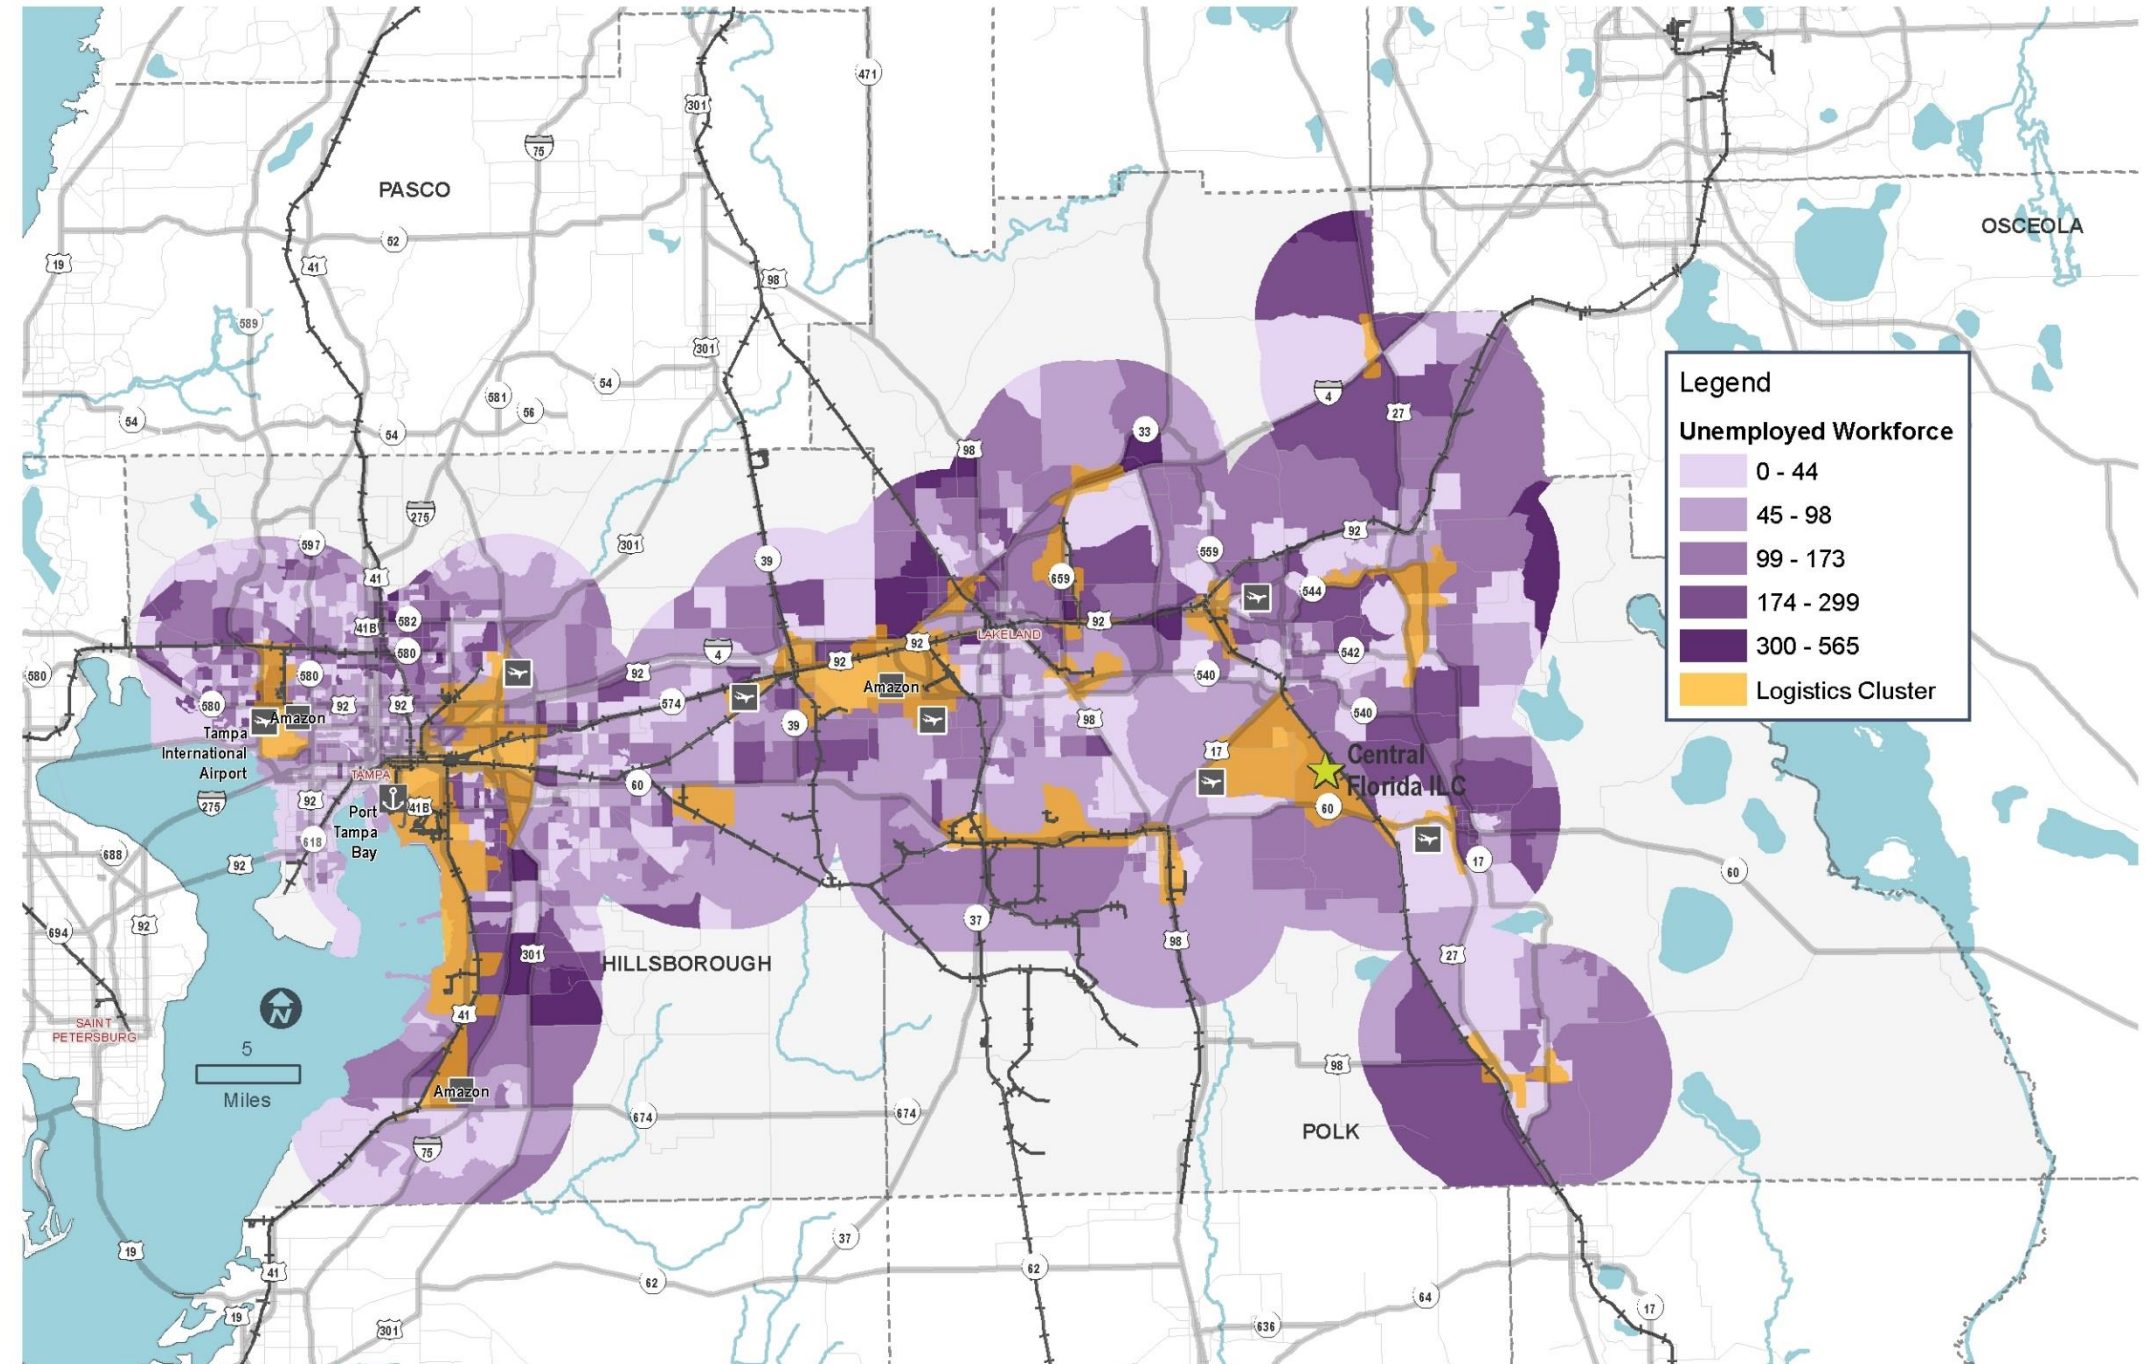 471
301
75
PASCO
OSCEOLA
52
19
41
98
589
301
Legend
Unemployed Workforce
0 - 44
45 - 98
99 - 173
174 - 299
300 - 565
Logistics Cluster
54
581
56
4
27
54
54
33
98
275
597
301
39
92
559
41
659
544
582
41B
92
LAKELAND
580
580
4
92
92
542
580
92
574
Amazon
540
580
92
92
540
Amazon
39
98
Tampa
International
Airport
17
Central
Florida ILC
TAMPA
60
275
92
41B
60
Port
Tampa
Bay
618
688
92
17
60
694
92
37
98
301
HILLSBOROUGH
27
41
SAINT
PETERSBURG
N
5
Miles
98
Amazon
674
674
POLK
75
37
19
41
62
62
64
17
19
301
636